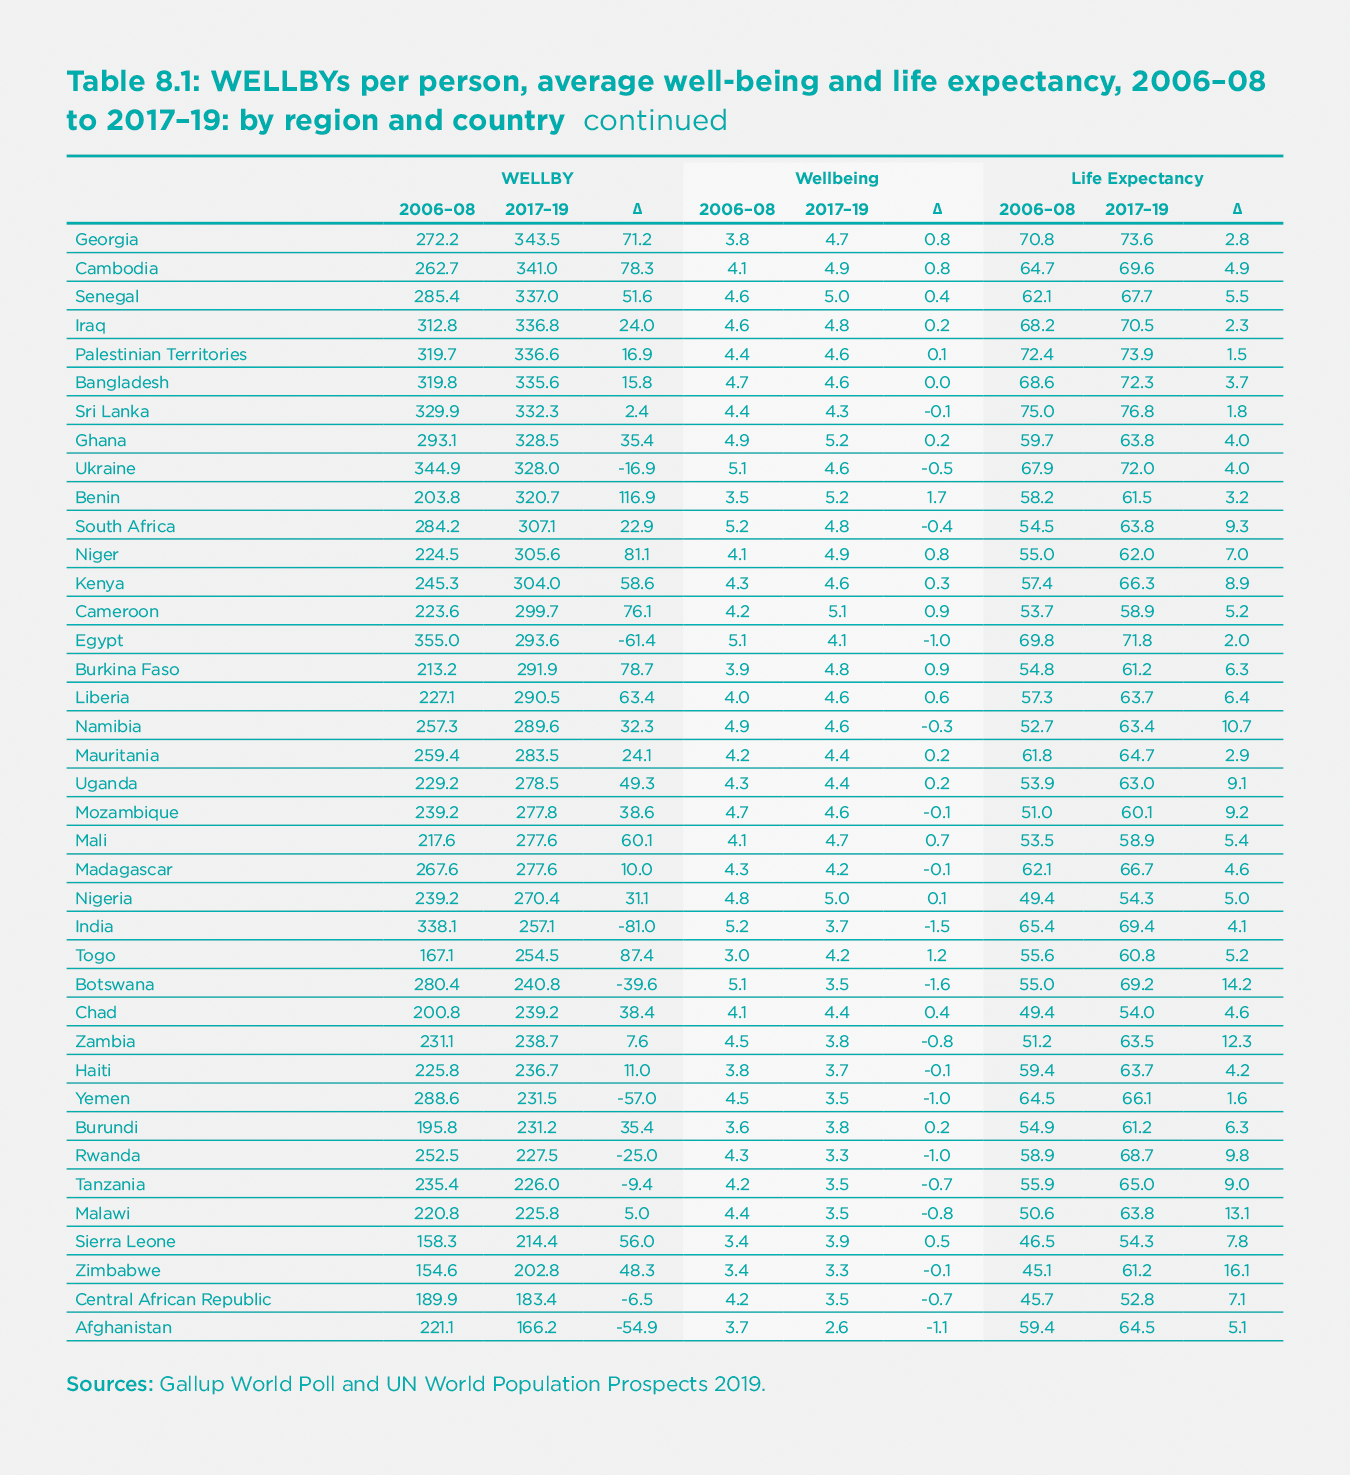 Table 8.1: WELLBYs per person, average well-being and life expectancy, 2006–08
to 2017–19: by region and country continued
WELLBY Wellbeing Life Expectancy
2006–08 2017–19 Δ 2006–08 2017–19 Δ 2006–08 2017–19 Δ
Georgia 272.2 343.5 71.2 3.8 4.7 0.8 70.8 73.6 2.8
Cambodia 262.7 341.0 78.3 4.1 4.9 0.8 64.7 69.6 4.9
Senegal 285.4 337.0 51.6 4.6 5.0 0.4 62.1 67.7 5.5
Iraq 312.8 336.8 24.0 4.6 4.8 0.2 68.2 70.5 2.3
Palestinian Territories 319.7 336.6 16.9 4.4 4.6 0.1 72.4 73.9 1.5
Bangladesh 319.8 335.6 15.8 4.7 4.6 0.0 68.6 72.3 3.7
Sri Lanka 329.9 332.3 2.4 4.4 4.3 -0.1 75.0 76.8 1.8
Ghana 293.1 328.5 35.4 4.9 5.2 0.2 59.7 63.8 4.0
Ukraine 344.9 328.0 -16.9 5.1 4.6 -0.5 67.9 72.0 4.0
Benin 203.8 320.7 116.9 3.5 5.2 1.7 58.2 61.5 3.2
South Africa 284.2 307.1 22.9 5.2 4.8 -0.4 54.5 63.8 9.3
Niger 224.5 305.6 81.1 4.1 4.9 0.8 55.0 62.0 7.0
Kenya 245.3 304.0 58.6 4.3 4.6 0.3 57.4 66.3 8.9
Cameroon 223.6 299.7 76.1 4.2 5.1 0.9 53.7 58.9 5.2
Egypt 355.0 293.6 -61.4 5.1 4.1 -1.0 69.8 71.8 2.0
Burkina Faso 213.2 291.9 78.7 3.9 4.8 0.9 54.8 61.2 6.3
Liberia 227.1 290.5 63.4 4.0 4.6 0.6 57.3 63.7 6.4
Namibia 257.3 289.6 32.3 4.9 4.6 -0.3 52.7 63.4 10.7
Mauritania 259.4 283.5 24.1 4.2 4.4 0.2 61.8 64.7 2.9
Uganda 229.2 278.5 49.3 4.3 4.4 0.2 53.9 63.0 9.1
Mozambique 239.2 277.8 38.6 4.7 4.6 -0.1 51.0 60.1 9.2
Mali 217.6 277.6 60.1 4.1 4.7 0.7 53.5 58.9 5.4
Madagascar 267.6 277.6 10.0 4.3 4.2 -0.1 62.1 66.7 4.6
Nigeria 239.2 270.4 31.1 4.8 5.0 0.1 49.4 54.3 5.0
India 338.1 257.1 -81.0 5.2 3.7 -1.5 65.4 69.4 4.1
Togo 167.1 254.5 87.4 3.0 4.2 1.2 55.6 60.8 5.2
Botswana 280.4 240.8 -39.6 5.1 3.5 -1.6 55.0 69.2 14.2
Chad 200.8 239.2 38.4 4.1 4.4 0.4 49.4 54.0 4.6
Zambia 231.1 238.7 7.6 4.5 3.8 -0.8 51.2 63.5 12.3
Haiti 225.8 236.7 11.0 3.8 3.7 -0.1 59.4 63.7 4.2
Yemen 288.6 231.5 -57.0 4.5 3.5 -1.0 64.5 66.1 1.6
Burundi 195.8 231.2 35.4 3.6 3.8 0.2 54.9 61.2 6.3
Rwanda 252.5 227.5 -25.0 4.3 3.3 -1.0 58.9 68.7 9.8
Tanzania 235.4 226.0 -9.4 4.2 3.5 -0.7 55.9 65.0 9.0
Malawi 220.8 225.8 5.0 4.4 3.5 -0.8 50.6 63.8 13.1
Sierra Leone 158.3 214.4 56.0 3.4 3.9 0.5 46.5 54.3 7.8
Zimbabwe 154.6 202.8 48.3 3.4 3.3 -0.1 45.1 61.2 16.1
Central African Republic 189.9 183.4 -6.5 4.2 3.5 -0.7 45.7 52.8 7.1
Afghanistan 221.1 166.2 -54.9 3.7 2.6 -1.1 59.4 64.5 5.1
Sources: Gallup World Poll and UN World Population Prospects 2019.